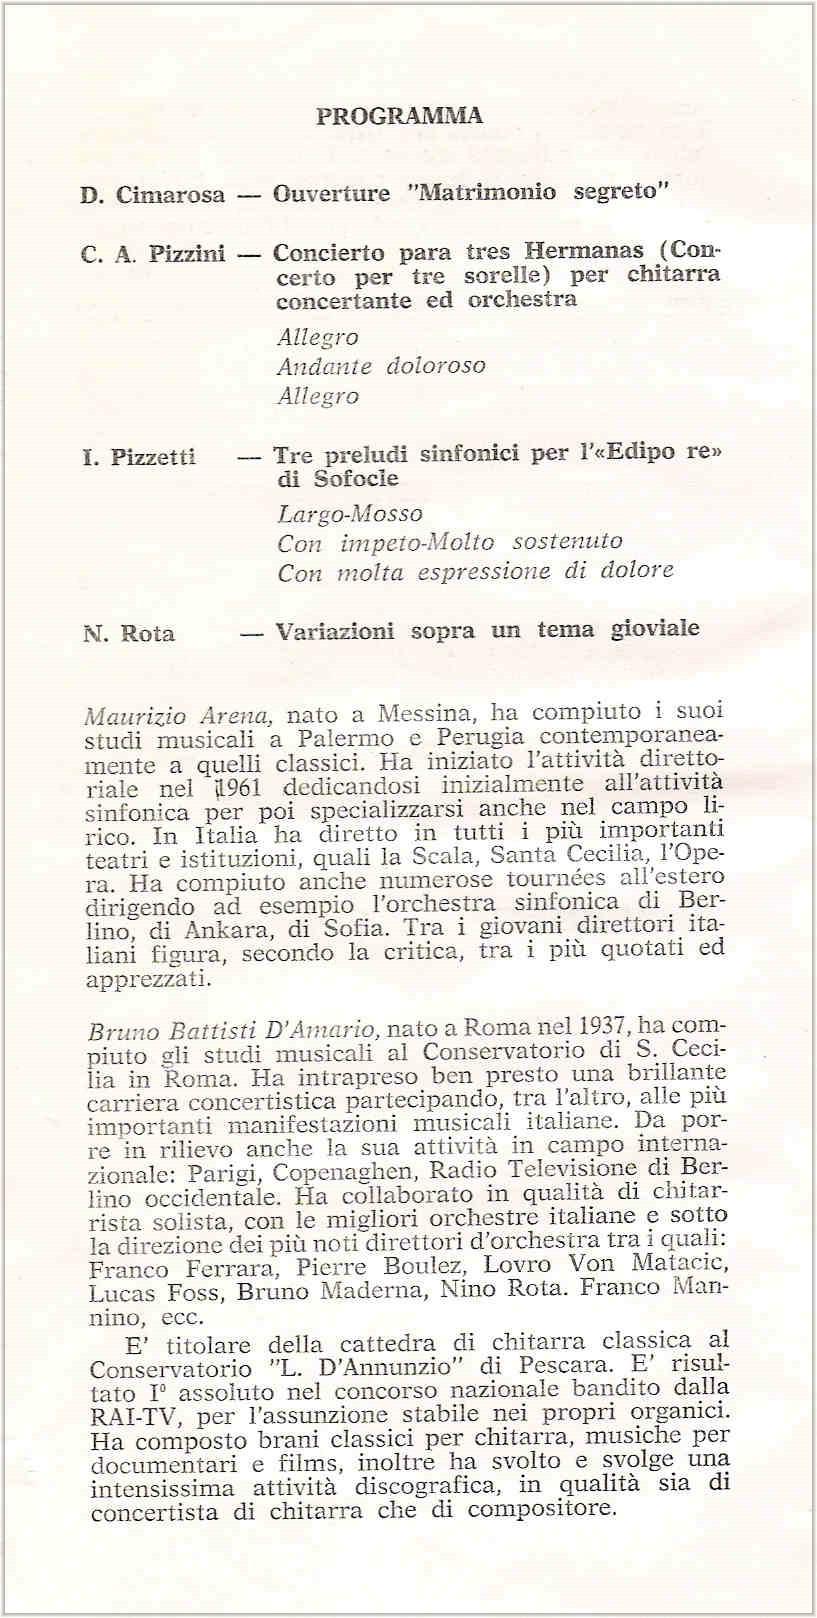 PROGRAMMA
D. Cimarosa — Ouverture "Matrimonio segreto"
C. A. Pizzini — Concierto para tres Hermanas (Con-
certo per tre sorelle) per chitarra
concertante ed orchestra
Allegro
Andante doloroso
Allegro
I. Pizzetti — Tre preludi sinfonici per l'«Edipo re»
di Sofocle
Largo-Mosso
Con impeto-Molto sostenuto
Con molta espressione di dolore
N. Rota — Variazioni sopra un tema gioviale
Maurizio Arena, nato a Messina, ha compiuto i suoi
studi musicali a Palermo e Perugia contemporanea-
mente a quelli classici. Ha iniziato l'attività diretto-
riale nel 1961 dedicandosi inizialmente all'attività
sinfonica per poi specializzarsi anche nel campo li-
rico. In Italia ha diretto in tutti i più importanti
teatri e istituzioni, quali la Scala, Santa Cecilia, l'Ope-
ra. Ha compiuto anche numerose tournées all'estero
dirigendo ad esempio l'orchestra sinfonica di Ber-
lino, di Ankara, di Sofia. Tra i giovani direttori ita-
liani figura, secondo la critica, tra i più quotati ed
apprezzati.
Bruno Battisti D'Amario, nato a Roma nel 1937, ha com-
piuto gli studi musicali al Conservatorio di S. Ceci-
lia in Roma. Ha intrapreso ben presto una brillante
carriera concertistica partecipando, tra l'altro, alle più
importanti manifestazioni musicali italiane. Da por-
re in rilievo anche la sua attività in campo interna-
zionale: Parigi, Copenaghen, Radio Televisione di Ber-
lino occidentale. Ha collaborato in qualità di chitar-
rista solista, con le migliori orchestre italiane e sotto
la direzione dei più noti direttori d'orchestra tra i quali:
Franco Ferrara, Pierre Boulez, Lovro Von Matacic,
Lucas Foss, Bruno Maderna, Nino Rota. Franco Man-
nino, ecc.
E' titolare della cattedra di chitarra classica al
Conservatorio "L. D'Annunzio" di Pescara. E' risul-
tato I° assoluto nel concorso nazionale bandito dalla
RAI-TV, per l'assunzione stabile nei propri organici.
Ha composto brani classici per chitarra, musiche per
documentari e films, inoltre ha svolto e svolge una
intensissima attività discografica, in qualità sia di
concertista di chitarra che di compositore.